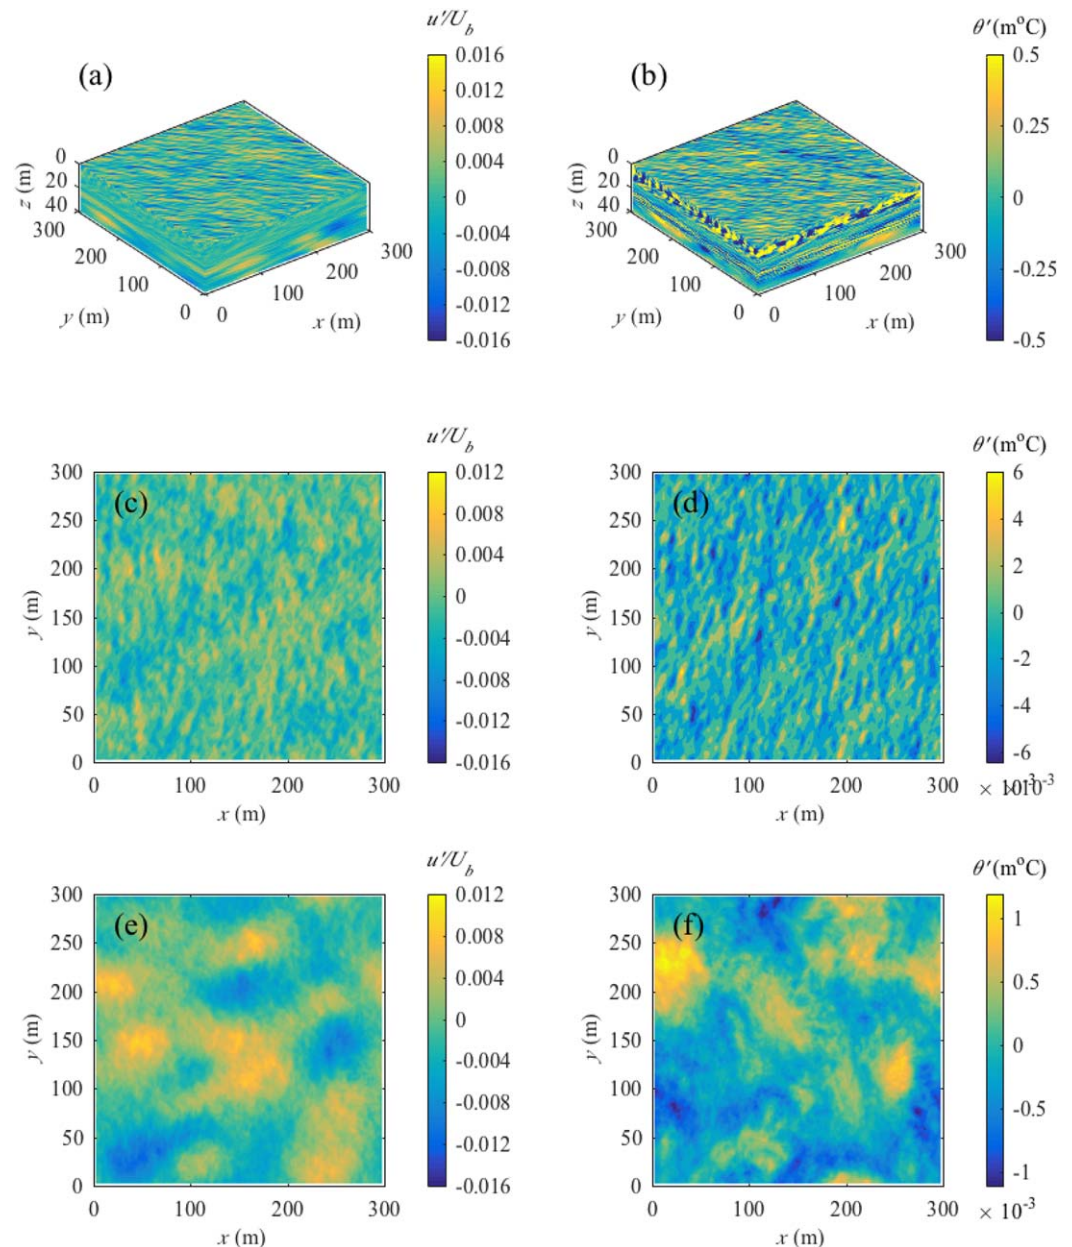 u'/U_b θ'(m°C)
(a) 0.016 (b) 0.5
0.012
0.008 0.25
0.004
0 0 0
20 -0.004 20
40 -0.008 40 -0.25
z (m) z (m)
300 300 300 300
200 200 -0.012 200 200
100 100 -0.016 100 100 -0.5
0 0 0 0
y (m) x (m) y (m) x (m)
u'/U_b θ'(m°C)
300 (c) 0.012 300 (d) 6
250 0.008 250 4
200 0.004 200 2
150 0 150 0
100 -0.004 100 -2
50 -0.008 50 -4
0 -0.012 0 -6
-0.016
y (m) y (m)
0 100 200 300 0 100 200 300
x (m) x (m)
u'/U_b θ'(m°C)
300 (e) 0.012 300 (f) 1
250 0.008 250 0.5
200 0.004 200 0
150 0 150 -0.5
100 -0.004 100 -1
50 -0.008 50
0 -0.012 0
-0.016
y (m) y (m)
0 100 200 300 0 100 200 300 × 10⁻³
x (m) x (m)